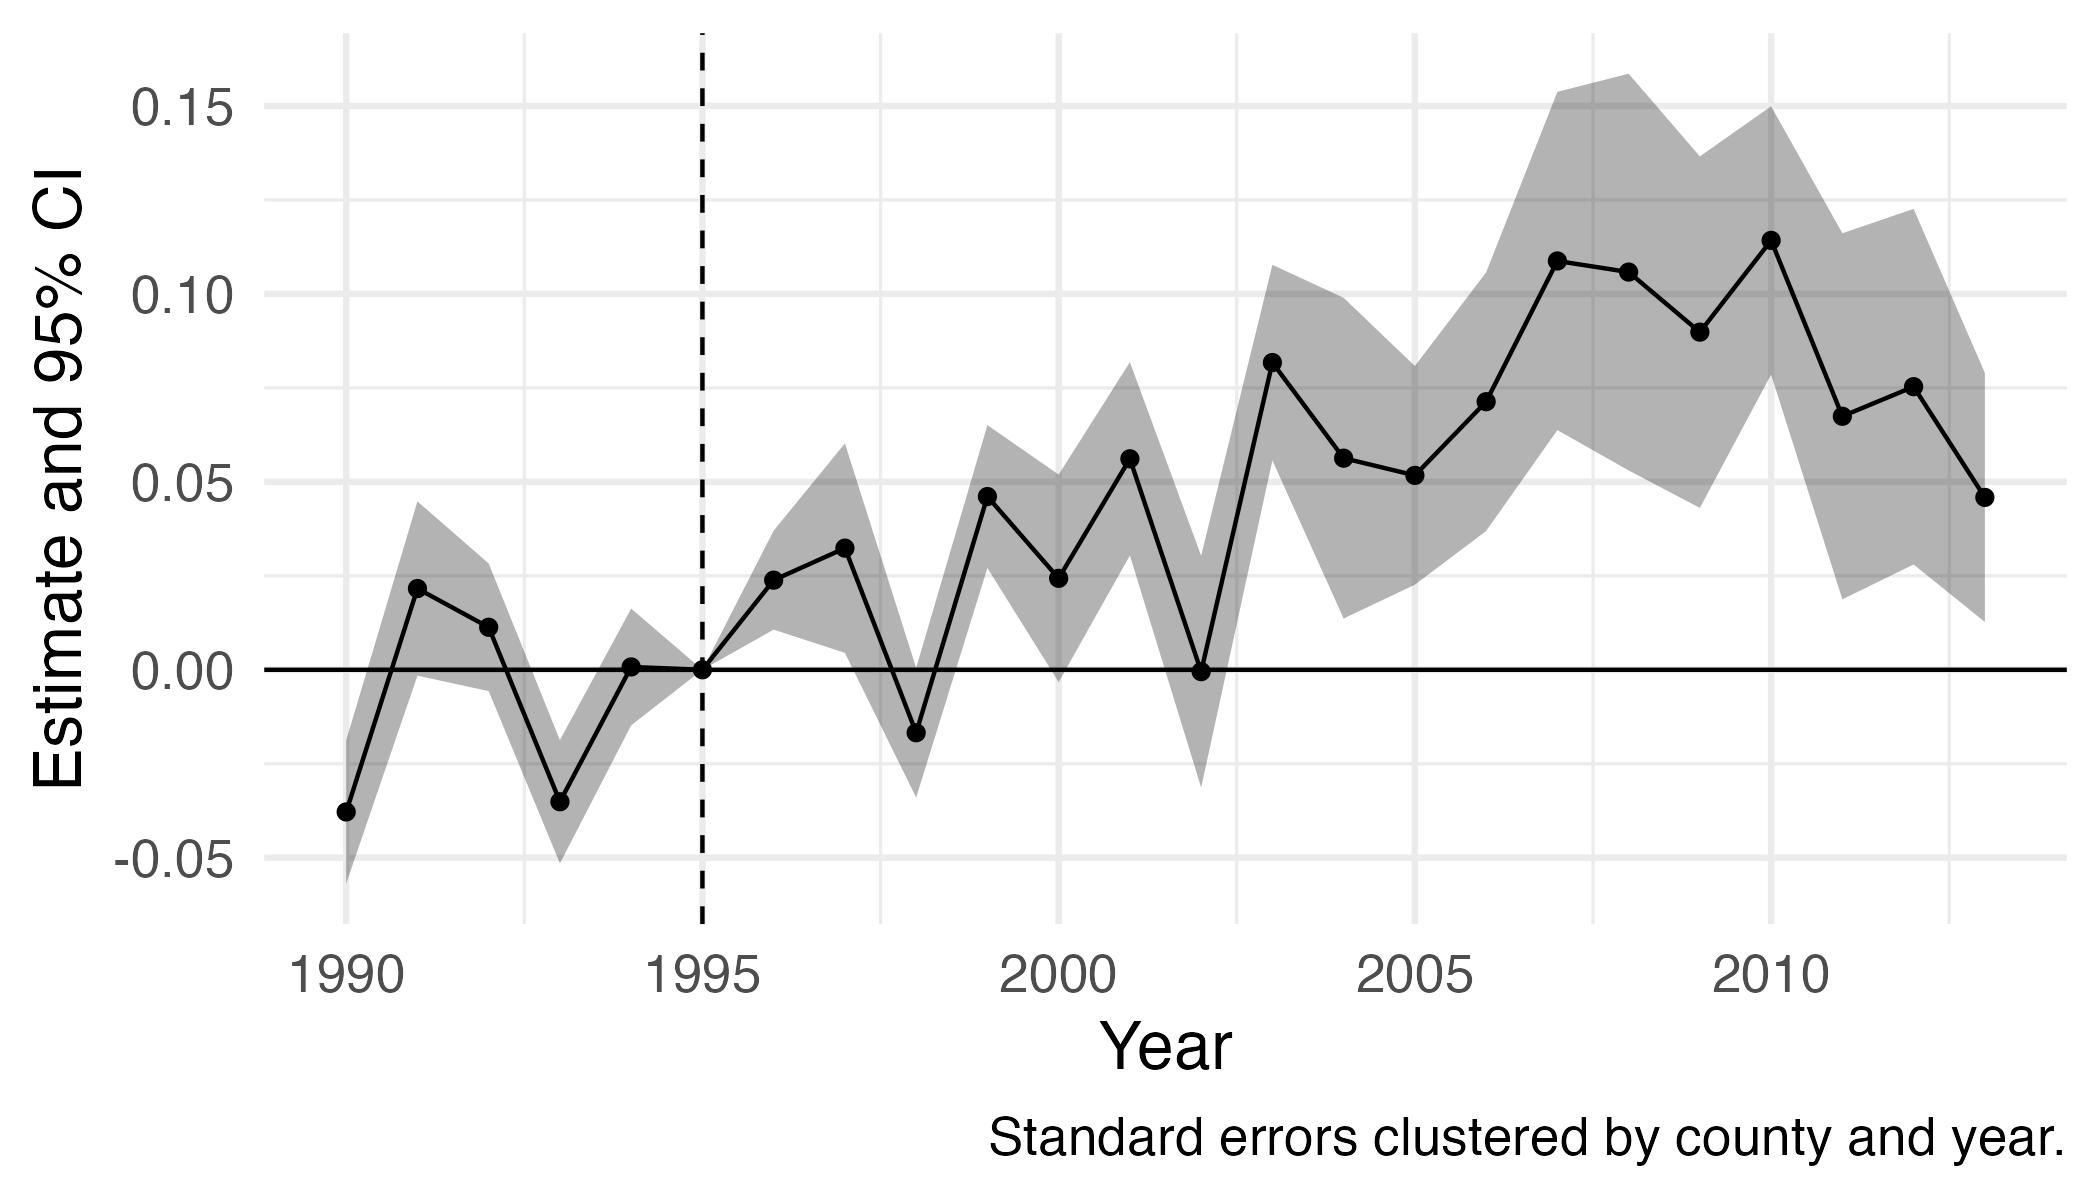 Estimate and 95% CI
0.15
0.10
0.05
0.00
-0.05
1990 1995 2000 2005 2010
Year
Standard errors clustered by county and year.